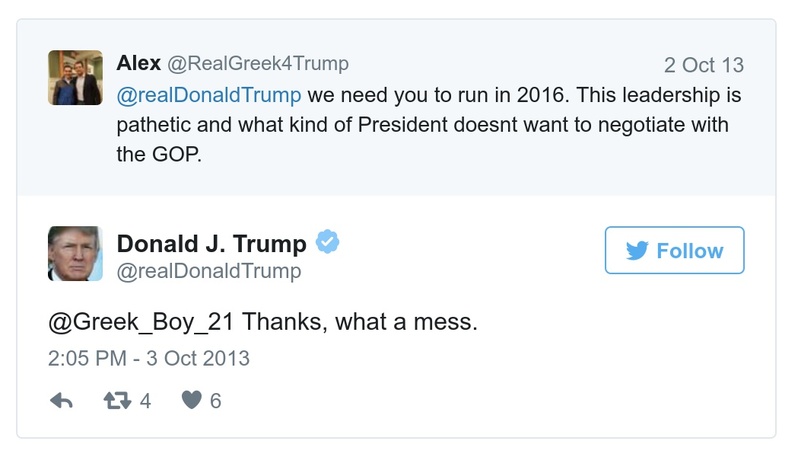 Alex @RealGreek4Trump 2 Oct 13
@realDonaldTrump we need you to run in 2016. This leadership is
pathetic and what kind of President doesnt want to negotiate with
the GOP.
Donald J. Trump
@realDonaldTrump
Follow
@Greek_Boy_21 Thanks, what a mess.
2:05 PM - 3 Oct 2013
4 6